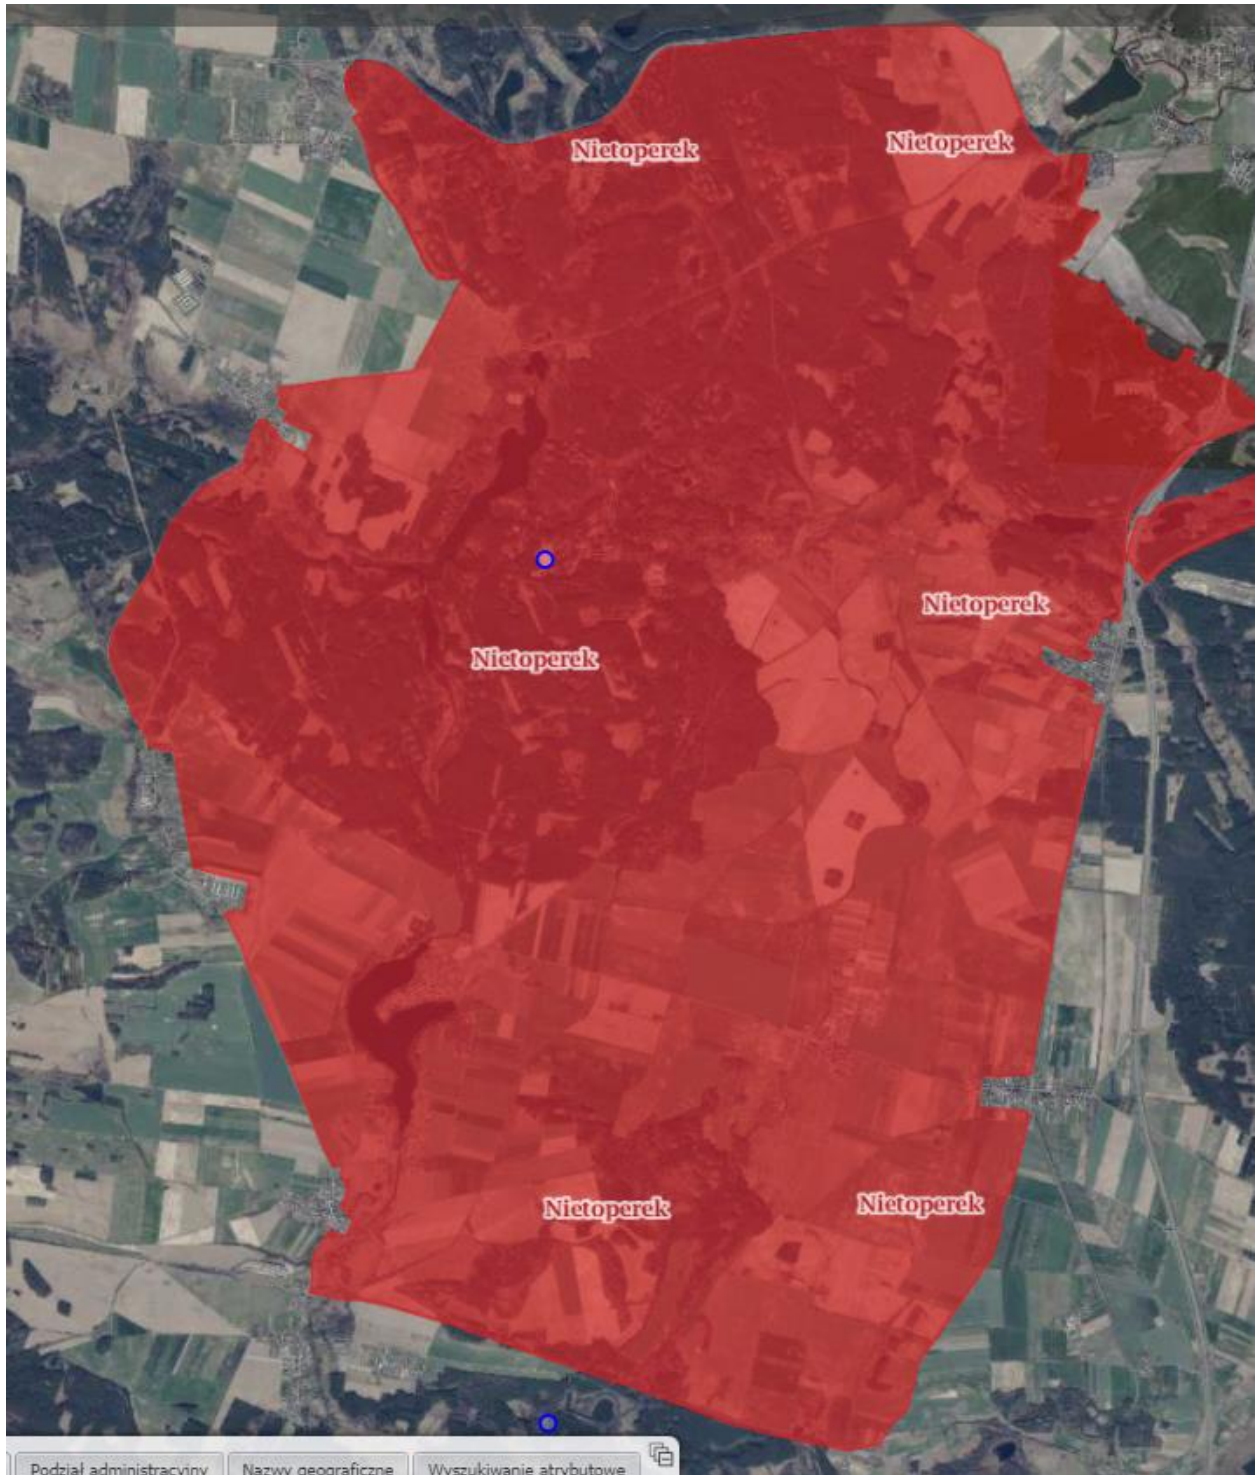 Nietoperek
Nietoperek
Nietoperek
Nietoperek
Nietoperek
Nietoperek
Podział administracyjny
Nazwy geograficzne
Wyszukiwanie atrybutowe